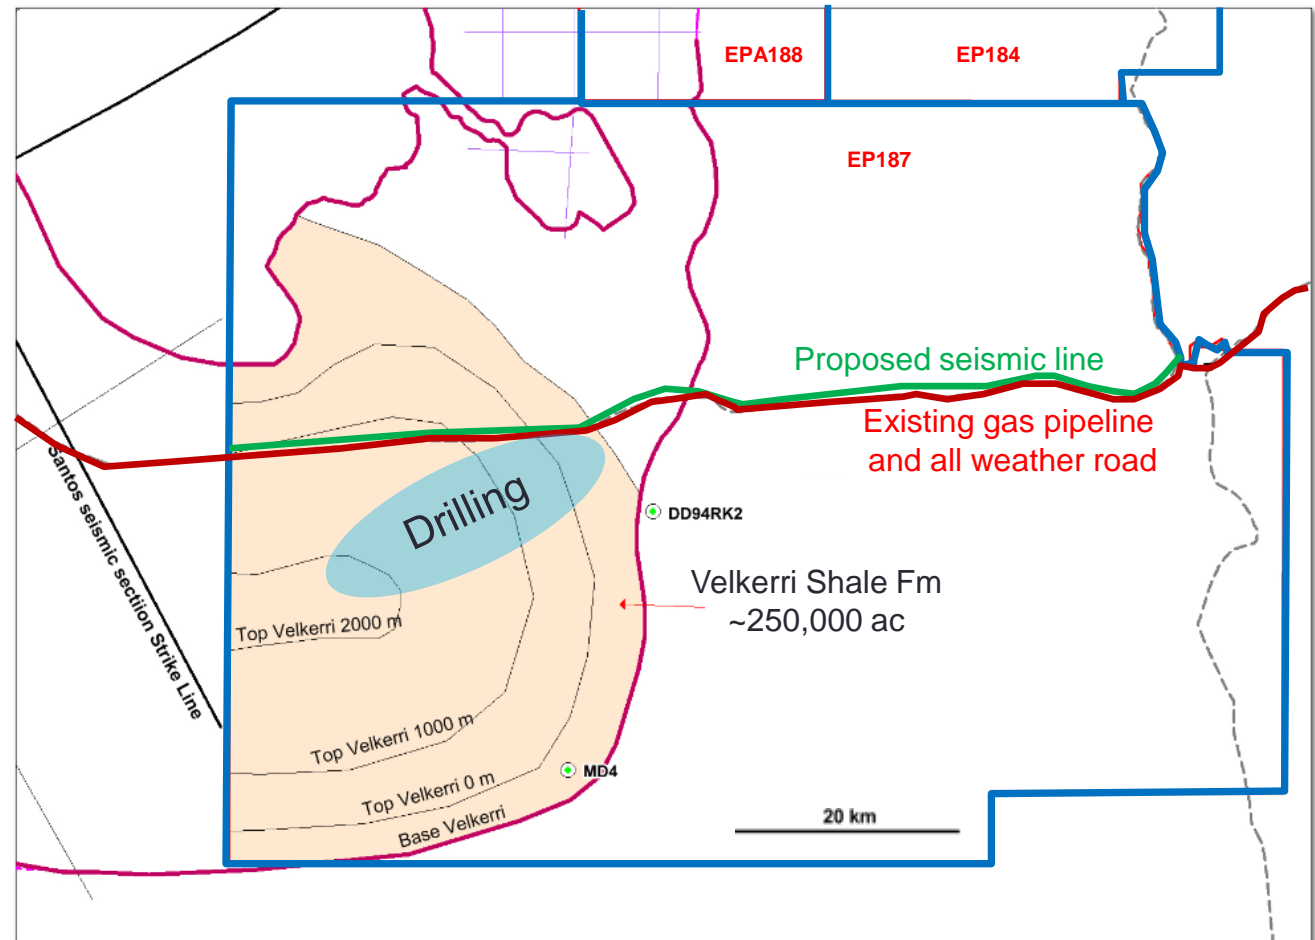 EPA188
EP184
EP187
Proposed seismic line
Existing gas pipeline
and all weather road
Santos seismic sectiion Strike Line
Drilling
DD94RK2
Velkerri Shale Fm
~250,000 ac
Top Velkerri 2000 m
Top Velkerri 1000 m
MD4
Top Velkerri 0 m
Base Velkerri
20 km